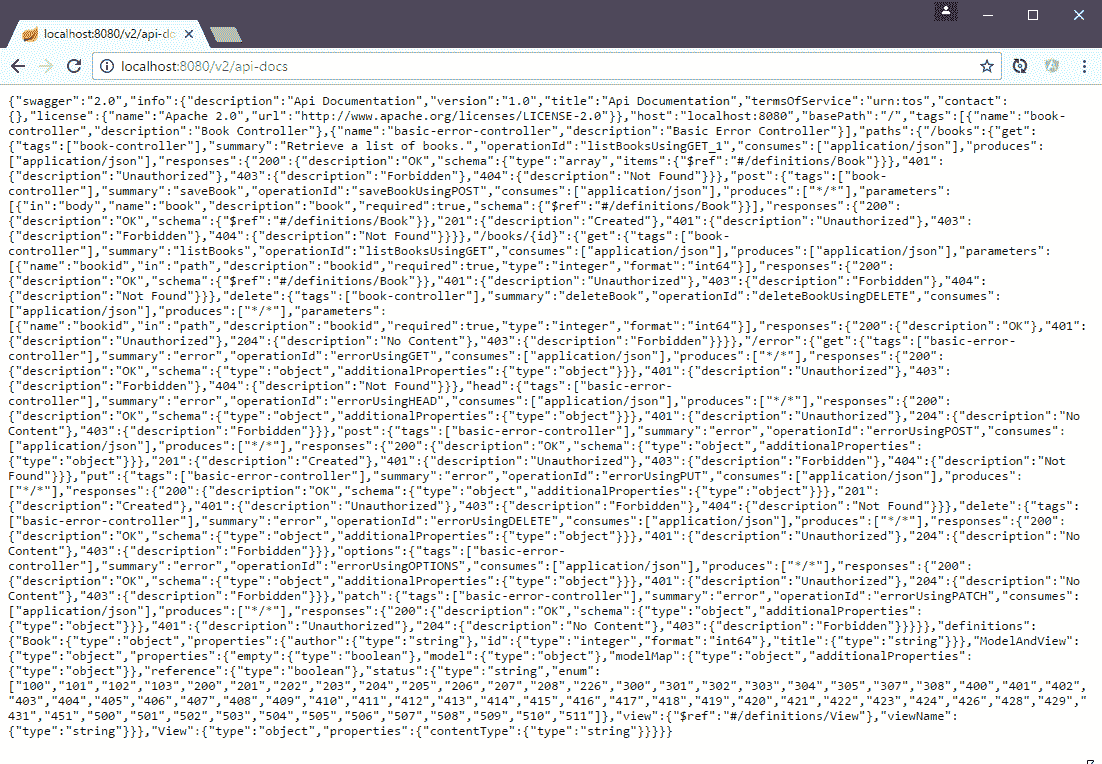 localhost:8080/v2/api-do
localhost:8080/v2/api-docs
{"swagger":"2.0","info":{"description":"Api Documentation","version":"1.0","title":"Api Documentation","termsOfService":"urn:tos","contact":
{},"license":{"name":"Apache 2.0","url":"http://www.apache.org/licenses/LICENSE-2.0"}},"host":"localhost:8080","basePath":"/","tags":[{"name":"book-
controller","description":"Book Controller"},{"name":"basic-error-controller","description":"Basic Error Controller"}],"paths":{"/books":{"get":
{"tags":["book-controller"],"summary":"Retrieve a list of books.","operationId":"listBooksUsingGET_1","consumes":["application/json"],"produces":
["application/json"],"responses":{"200":{"description":"OK","schema":{"type":"array","items":{"$ref":"#/definitions/Book"}}},"401":
{"description":"Unauthorized"},"403":{"description":"Forbidden"},"404":{"description":"Not Found"}}},"post":{"tags":["book-
controller"],"summary":"saveBook","operationId":"saveBookUsingPOST","consumes":["application/json"],"produces":["*/*"],"parameters":
[{"in":"body","name":"book","description":"book","required":true,"schema":{"$ref":"#/definitions/Book"}}],"responses":{"200":
{"description":"OK","schema":{"$ref":"#/definitions/Book"}},"201":{"description":"Created"},"401":{"description":"Unauthorized"},"403":
{"description":"Forbidden"},"404":{"description":"Not Found"}}}},"/books/{id}":{"get":{"tags":["book-
controller"],"summary":"listBooks","operationId":"listBooksUsingGET","consumes":["application/json"],"produces":["application/json"],"parameters":
[{"name":"bookid","in":"path","description":"bookid","required":true,"type":"integer","format":"int64"}],"responses":{"200":
{"description":"OK","schema":{"$ref":"#/definitions/Book"}},"401":{"description":"Unauthorized"},"403":{"description":"Forbidden"},"404":
{"description":"Not Found"}}},"delete":{"tags":["book-controller"],"summary":"deleteBook","operationId":"deleteBookUsingDELETE","consumes":
["application/json"],"produces":["*/*"],"parameters":
[{"name":"bookid","in":"path","description":"bookid","required":true,"type":"integer","format":"int64"}],"responses":{"200":{"description":"OK"},"401":
{"description":"Unauthorized"},"204":{"description":"No Content"},"403":{"description":"Forbidden"}}}},"/error":{"get":{"tags":["basic-error-
controller"],"summary":"error","operationId":"errorUsingGET","consumes":["application/json"],"produces":["*/*"],"responses":{"200":
{"description":"OK","schema":{"type":"object","additionalProperties":{"type":"object"}}},"401":{"description":"Unauthorized"},"403":
{"description":"Forbidden"},"404":{"description":"Not Found"}}},"head":{"tags":["basic-error-
controller"],"summary":"error","operationId":"errorUsingHEAD","consumes":["application/json"],"produces":["*/*"],"responses":{"200":
{"description":"OK","schema":{"type":"object","additionalProperties":{"type":"object"}}},"401":{"description":"Unauthorized"},"204":{"description":"No
Content"},"403":{"description":"Forbidden"}}},"post":{"tags":["basic-error-controller"],"summary":"error","operationId":"errorUsingPOST","consumes":
["application/json"],"produces":["*/*"],"responses":{"200":{"description":"OK","schema":{"type":"object","additionalProperties":
{"type":"object"}}},"201":{"description":"Created"},"401":{"description":"Unauthorized"},"403":{"description":"Forbidden"},"404":{"description":"Not
Found"}}},"put":{"tags":["basic-error-controller"],"summary":"error","operationId":"errorUsingPUT","consumes":["application/json"],"produces":
["*/*"],"responses":{"200":{"description":"OK","schema":{"type":"object","additionalProperties":{"type":"object"}}},"201":
{"description":"Created"},"401":{"description":"Unauthorized"},"403":{"description":"Forbidden"},"404":{"description":"Not Found"}}},"delete":{"tags":
["basic-error-controller"],"summary":"error","operationId":"errorUsingDELETE","consumes":["application/json"],"produces":["*/*"],"responses":{"200":
{"description":"OK","schema":{"type":"object","additionalProperties":{"type":"object"}}},"401":{"description":"Unauthorized"},"204":{"description":"No
Content"},"403":{"description":"Forbidden"}}},"options":{"tags":["basic-error-
controller"],"summary":"error","operationId":"errorUsingOPTIONS","consumes":["application/json"],"produces":["*/*"],"responses":{"200":
{"description":"OK","schema":{"type":"object","additionalProperties":{"type":"object"}}},"401":{"description":"Unauthorized"},"204":{"description":"No
Content"},"403":{"description":"Forbidden"}}},"patch":{"tags":["basic-error-controller"],"summary":"error","operationId":"errorUsingPATCH","consumes":
["application/json"],"produces":["*/*"],"responses":{"200":{"description":"OK","schema":{"type":"object","additionalProperties":
{"type":"object"}}},"401":{"description":"Unauthorized"},"204":{"description":"No Content"},"403":{"description":"Forbidden"}}}}},"definitions":
{"Book":{"type":"object","properties":{"author":{"type":"string"},"id":{"type":"integer","format":"int64"},"title":{"type":"string"}}},"ModelAndView":
{"type":"object","properties":{"empty":{"type":"boolean"},"model":{"type":"object"},"modelMap":{"type":"object","additionalProperties":
{"type":"object"}},"reference":{"type":"boolean"},"status":{"type":"string","enum":
["100","101","102","103","200","201","202","203","204","205","206","207","208","226","300","301","302","303","304","305","307","308","400","401","402",
"403","404","405","406","407","408","409","410","411","412","413","414","415","416","417","418","419","420","421","422","423","424","426","428","429","
431","451","500","501","502","503","504","505","506","507","508","509","510","511"]},"view":{"$ref":"#/definitions/View"},"viewName":
{"type":"string"}}},"View":{"type":"object","properties":{"contentType":{"type":"string"}}}}}